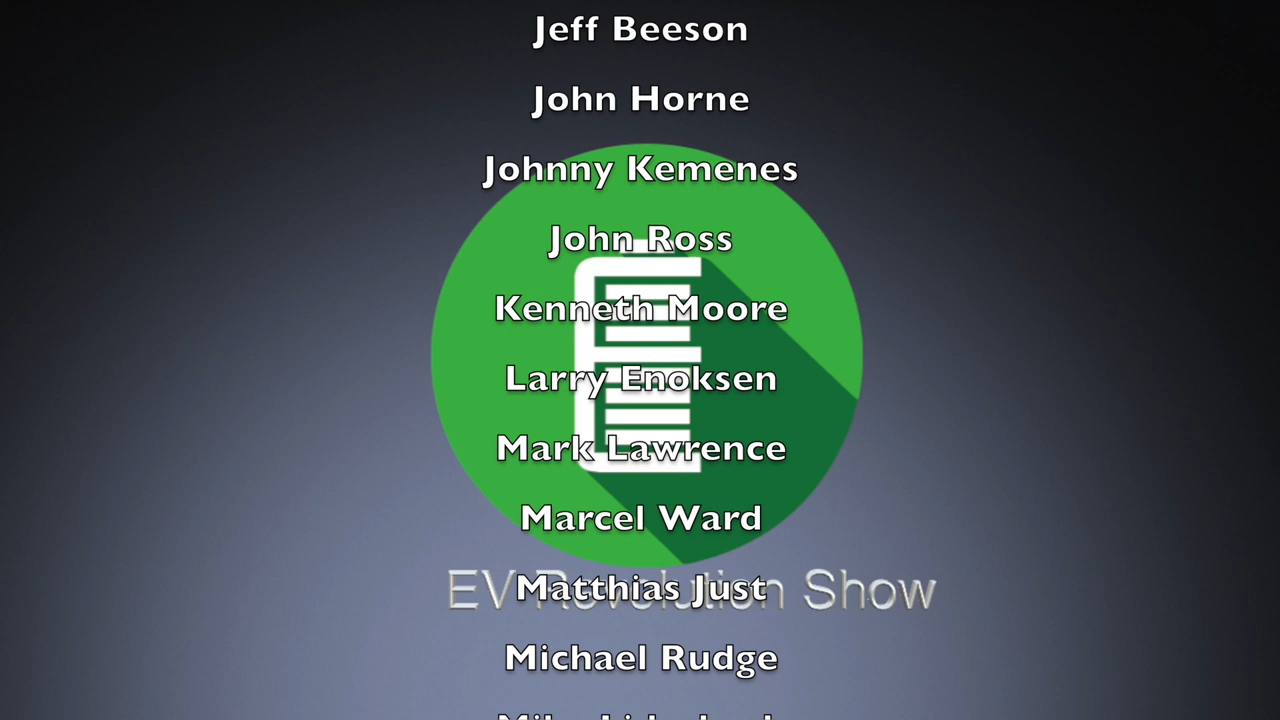 Jeff Beeson
John Horne
Johnny Kemenes
John Ross
Kenneth Moore
Larry Enoksen
Mark Lawrence
Marcel Ward
EV Revolution Show
Matthias Just
Michael Rudge